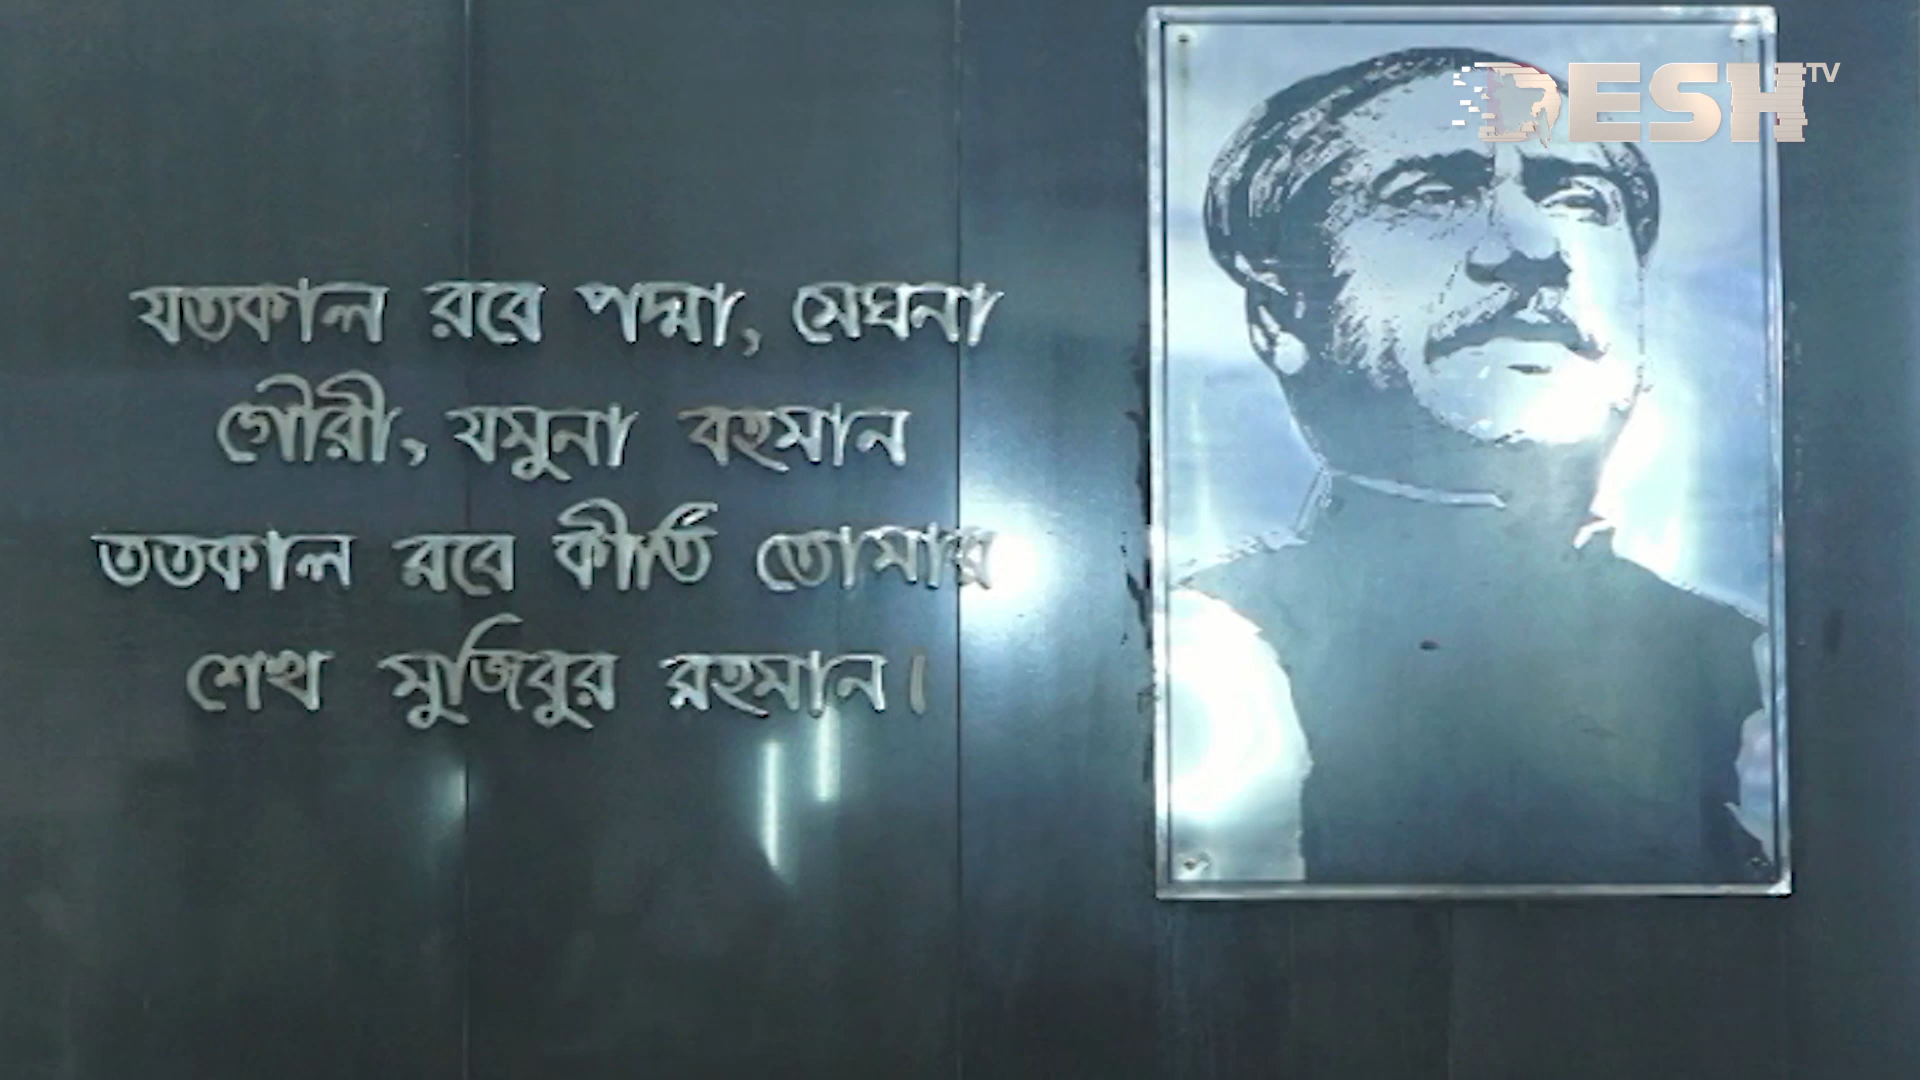 যতকাল রবে পদ্মা, মেঘনা
গৌরী, যমুনা বহমান
ততকাল রবে কীর্তি তোমার
শেখ মুজিবুর রহমান।
DESH TV